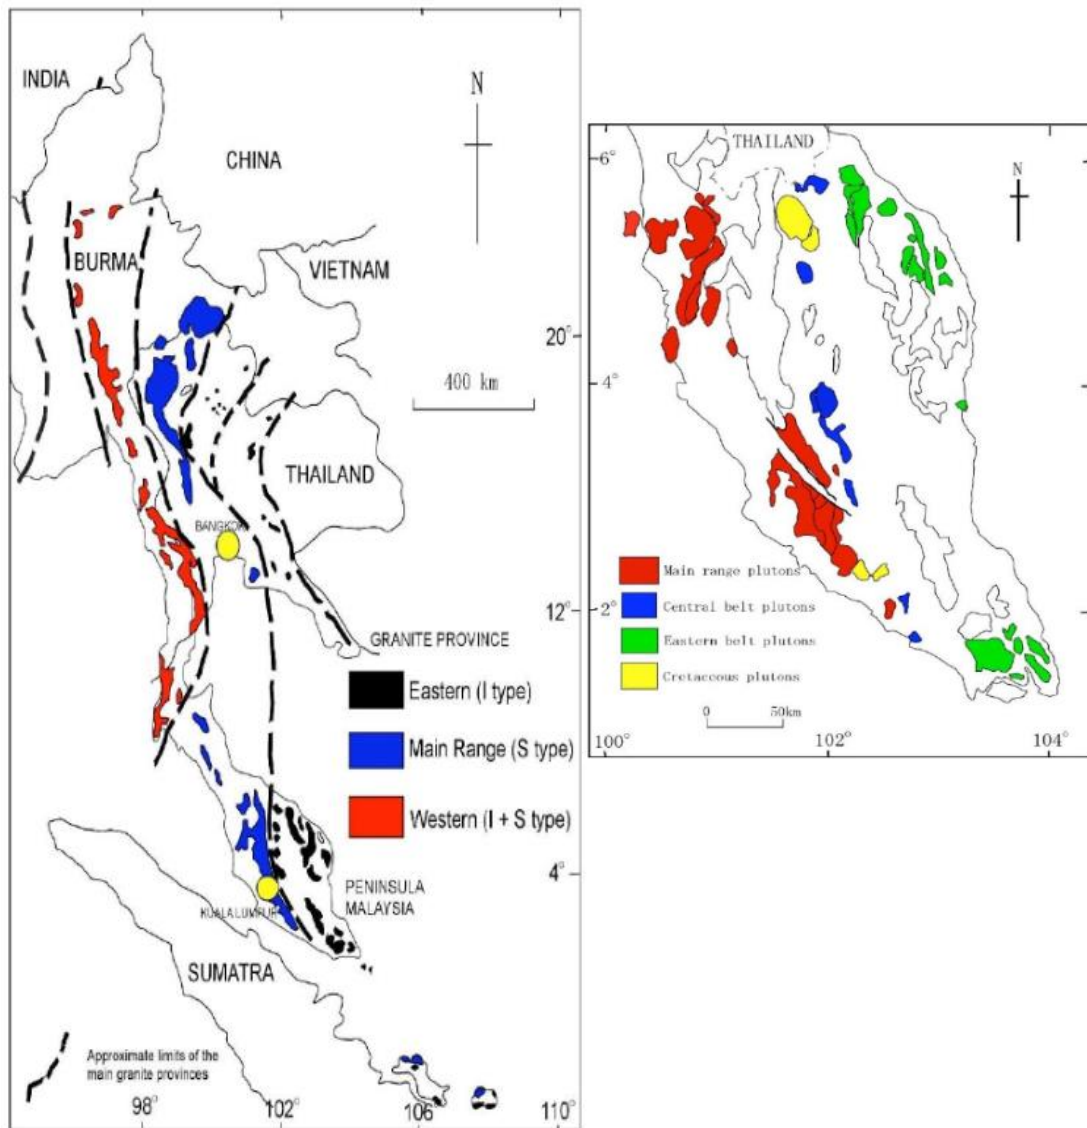 INDIA
N
CHINA
BURMA
VIETNAM
20°
400 km
THAILAND
BANGKOK
12°
GRANITE PROVINCE
Eastern (I type)
Main Range (S type)
Western (I + S type)
4°
PENINSULA
MALAYSIA
KUALA LUMPUR
SUMATRA
Approximate limits of the
main granite provinces
98° 102 106 110°
THAILAND
6°
N
4°
Main range plutons
Central belt plutons
2°
Eastern belt plutons
Cretaccous plutons
0 50km
100° 102° 104°